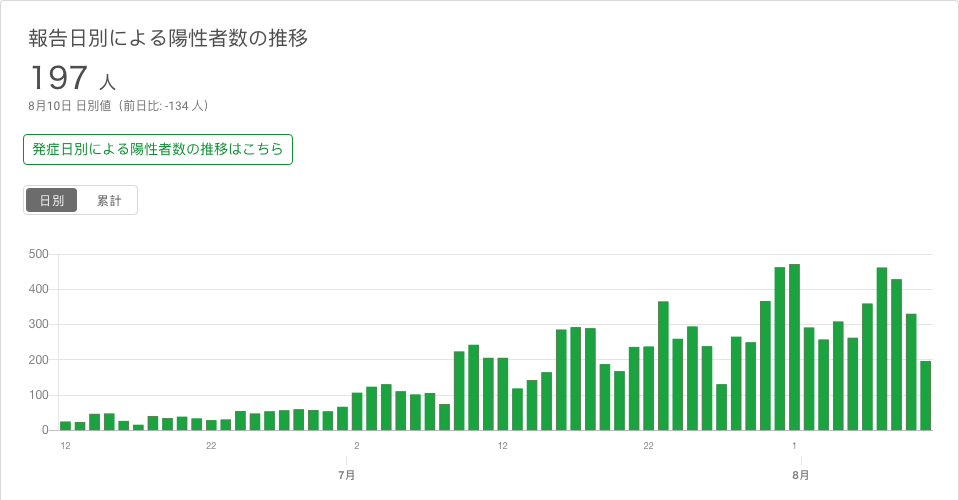 報告日別による陽性者数の推移
197 人
8月10日 日別値（前日比: -134 人）
発症日別による陽性者数の推移はこちら
日別 累計
500
400
300
200
100
0
12 22 2 12 22 1
7月 8月